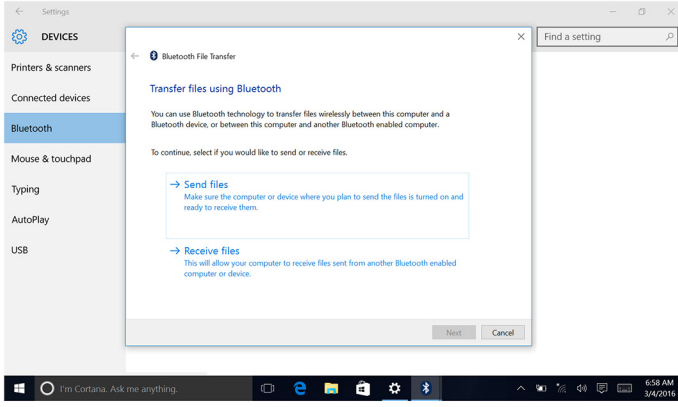 Settings
DEVICES
Find a setting
Printers & scanners
Connected devices
Bluetooth
Mouse & touchpad
Typing
AutoPlay
USB
Bluetooth File Transfer
Transfer files using Bluetooth
You can use Bluetooth technology to transfer files wirelessly between this computer and a
Bluetooth device, or between this computer and another Bluetooth enabled computer.
To continue, select if you would like to send or receive files.
Send files
Make sure the computer or device where you plan to send the files is turned on and
ready to receive them.
Receive files
This will allow your computer to receive files sent from another Bluetooth enabled
computer or device.
Next
Cancel
I'm Cortana. Ask me anything.
6:58 AM
3/4/2016